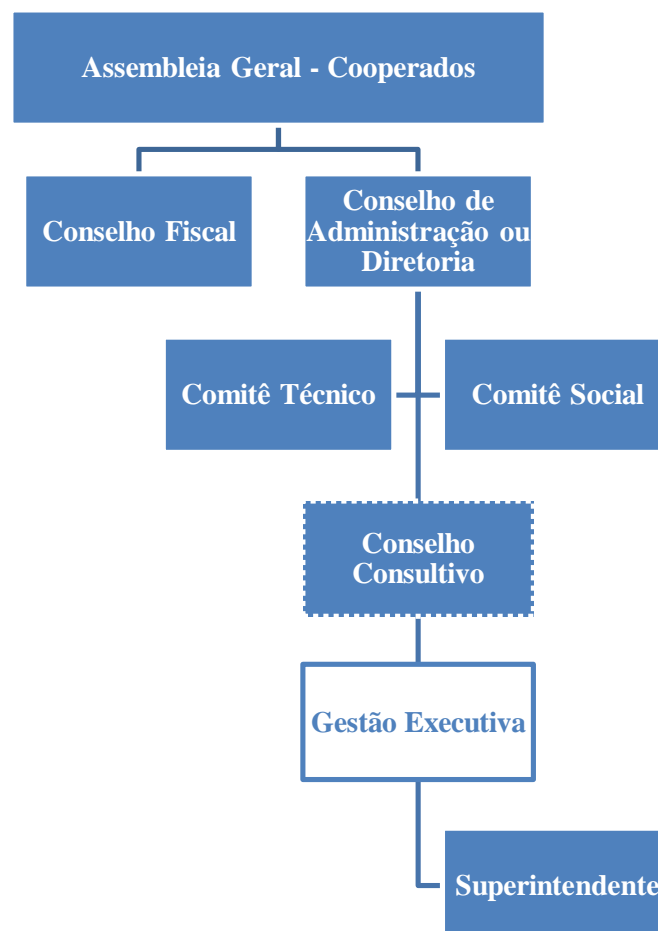 Assembleia Geral - Cooperados
Conselho Fiscal
Conselho de
Administração ou
Diretoria
Comitê Técnico
Comitê Social
Conselho
Consultivo
Gestão Executiva
Superintendente